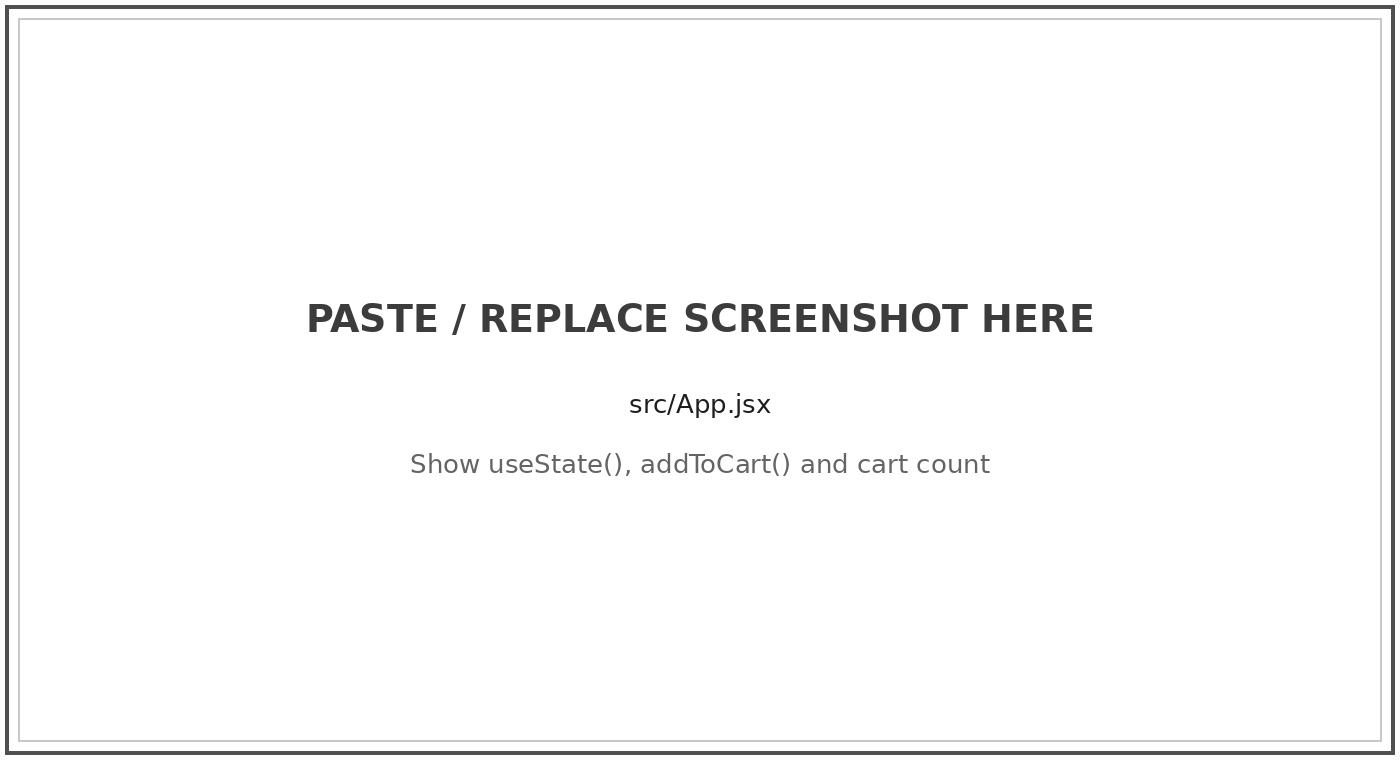 PASTE / REPLACE SCREENSHOT HERE
src/App.jsx
Show useState(), addToCart() and cart count